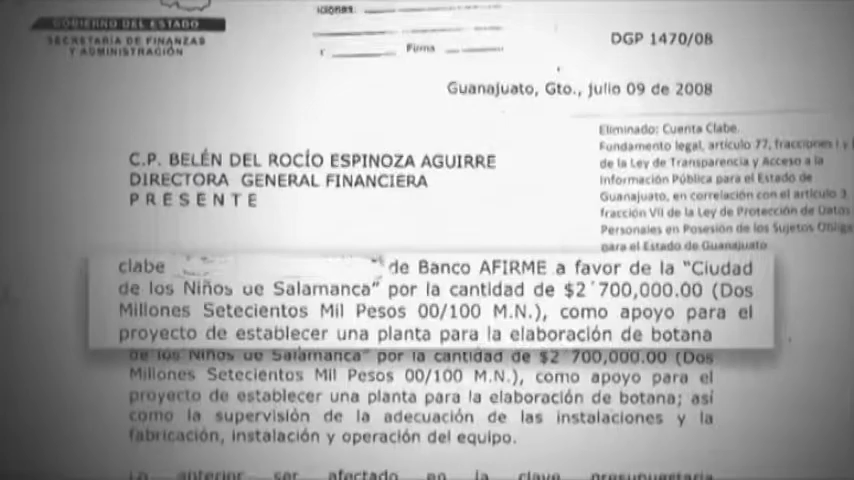 GOBIERNO DEL ESTADO
SECRETARÍA DE FINANZAS
Y ADMINISTRACIÓN
Firma
DGP 1470/08
Guanajuato, Gto., julio 09 de 2008
Eliminado: Cuenta Clabe.
Fundamento legal, artículo 77, fracciones I y
de la Ley de Transparencia y Acceso a la
Información Pública para el Estado de
Guanajuato, en correlación con el artículo 3,
fracción VII de la Ley de Protección de Datos
Personales en Posesión de los Sujetos
para el Estado de Guanajuato
C.P. BELÉN DEL ROCÍO ESPINOZA AGUIRRE
DIRECTORA GENERAL FINANCIERA
P R E S E N T E
clabe de Banco AFIRME a favor de la "Ciudad
de los Niños de Salamanca" por la cantidad de $2´700,000.00 (Dos
Millones Setecientos Mil Pesos 00/100 M.N.), como apoyo para el
proyecto de establecer una planta para la elaboración de botana
de los Niños de Salamanca" por la cantidad de $2´700,000.00 (Dos
Millones Setecientos Mil Pesos 00/100 M.N.), como apoyo para el
proyecto de establecer una planta para la elaboración de botana; así
como la supervisión de la adecuación de las instalaciones y la
fabricación, instalación y operación del equipo.
Lo anterior ser afectado en la clave presupuestaria